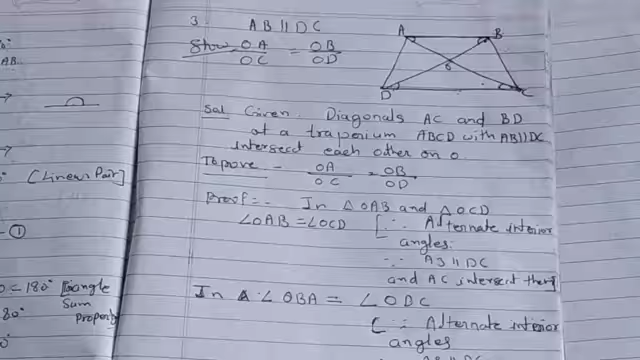 3 AB || DC
Show OA/OC = OB/OD
A B
O
D C
Sol Given. Diagonals AC and BD
of a trapezium ABCD with AB||DC
intersect each other on O
To prove - OA/OC = OB/OD
Proof:- In △OAB and △OCD
∠OAB = ∠OCD [∵ Alternate interior
angles.
∵ AB || DC
and AC intersect them]
In ∠OBA = ∠ODC
[∵ Alternate interior
angles
AB
[Linear Pair]
①
= 180° Triangle
Sum
property
80°